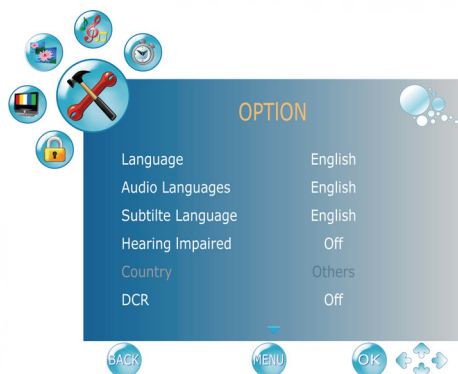 OPTION
Language English
Audio Languages English
Subtilte Language English
Hearing Impaired Off
Country Others
DCR Off
BACK MENU OK